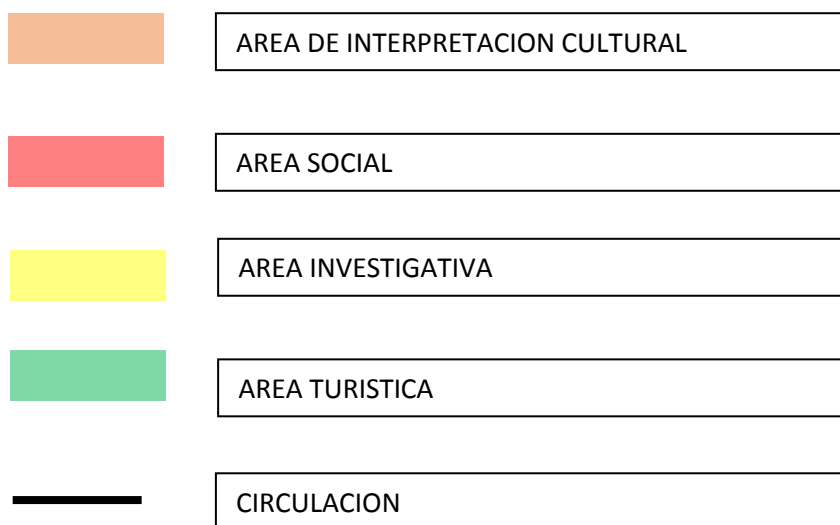 AREA DE INTERPRETACION CULTURAL
AREA SOCIAL
AREA INVESTIGATIVA
AREA TURISTICA
CIRCULACION